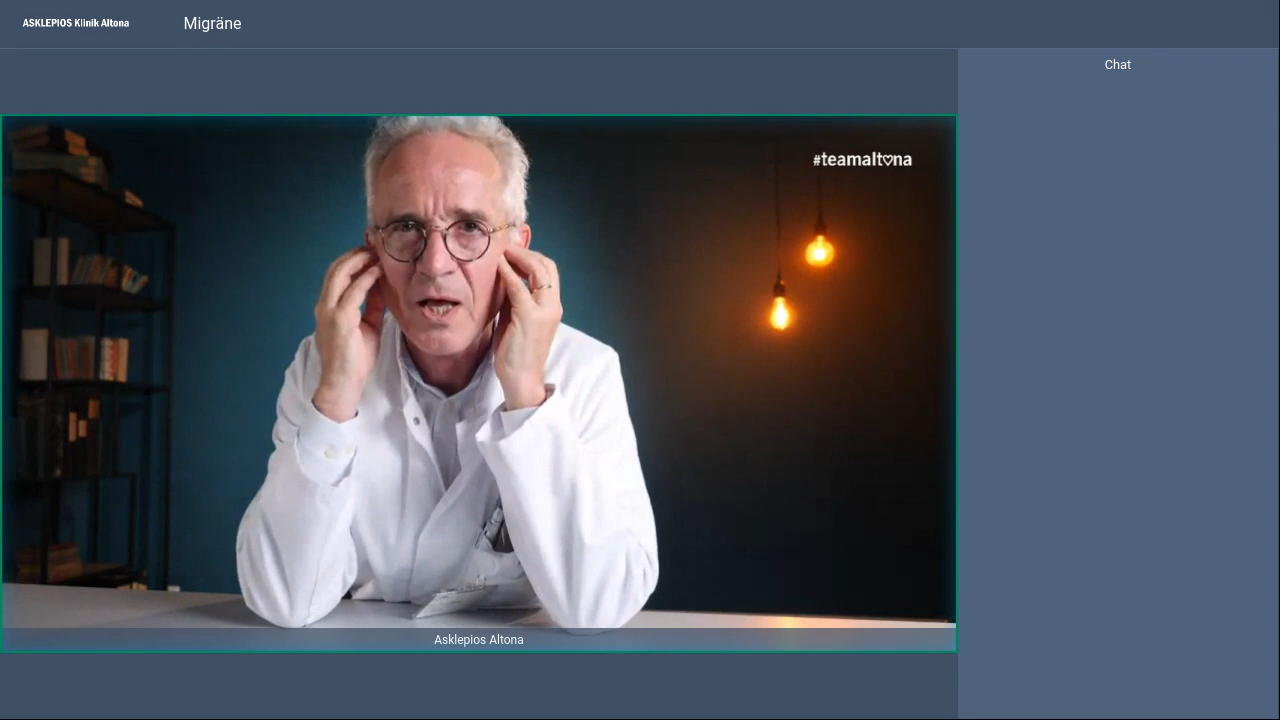 ASKLEPIOS Klinik Altona
Migräne
Chat
#teamaltona
Asklepios Altona